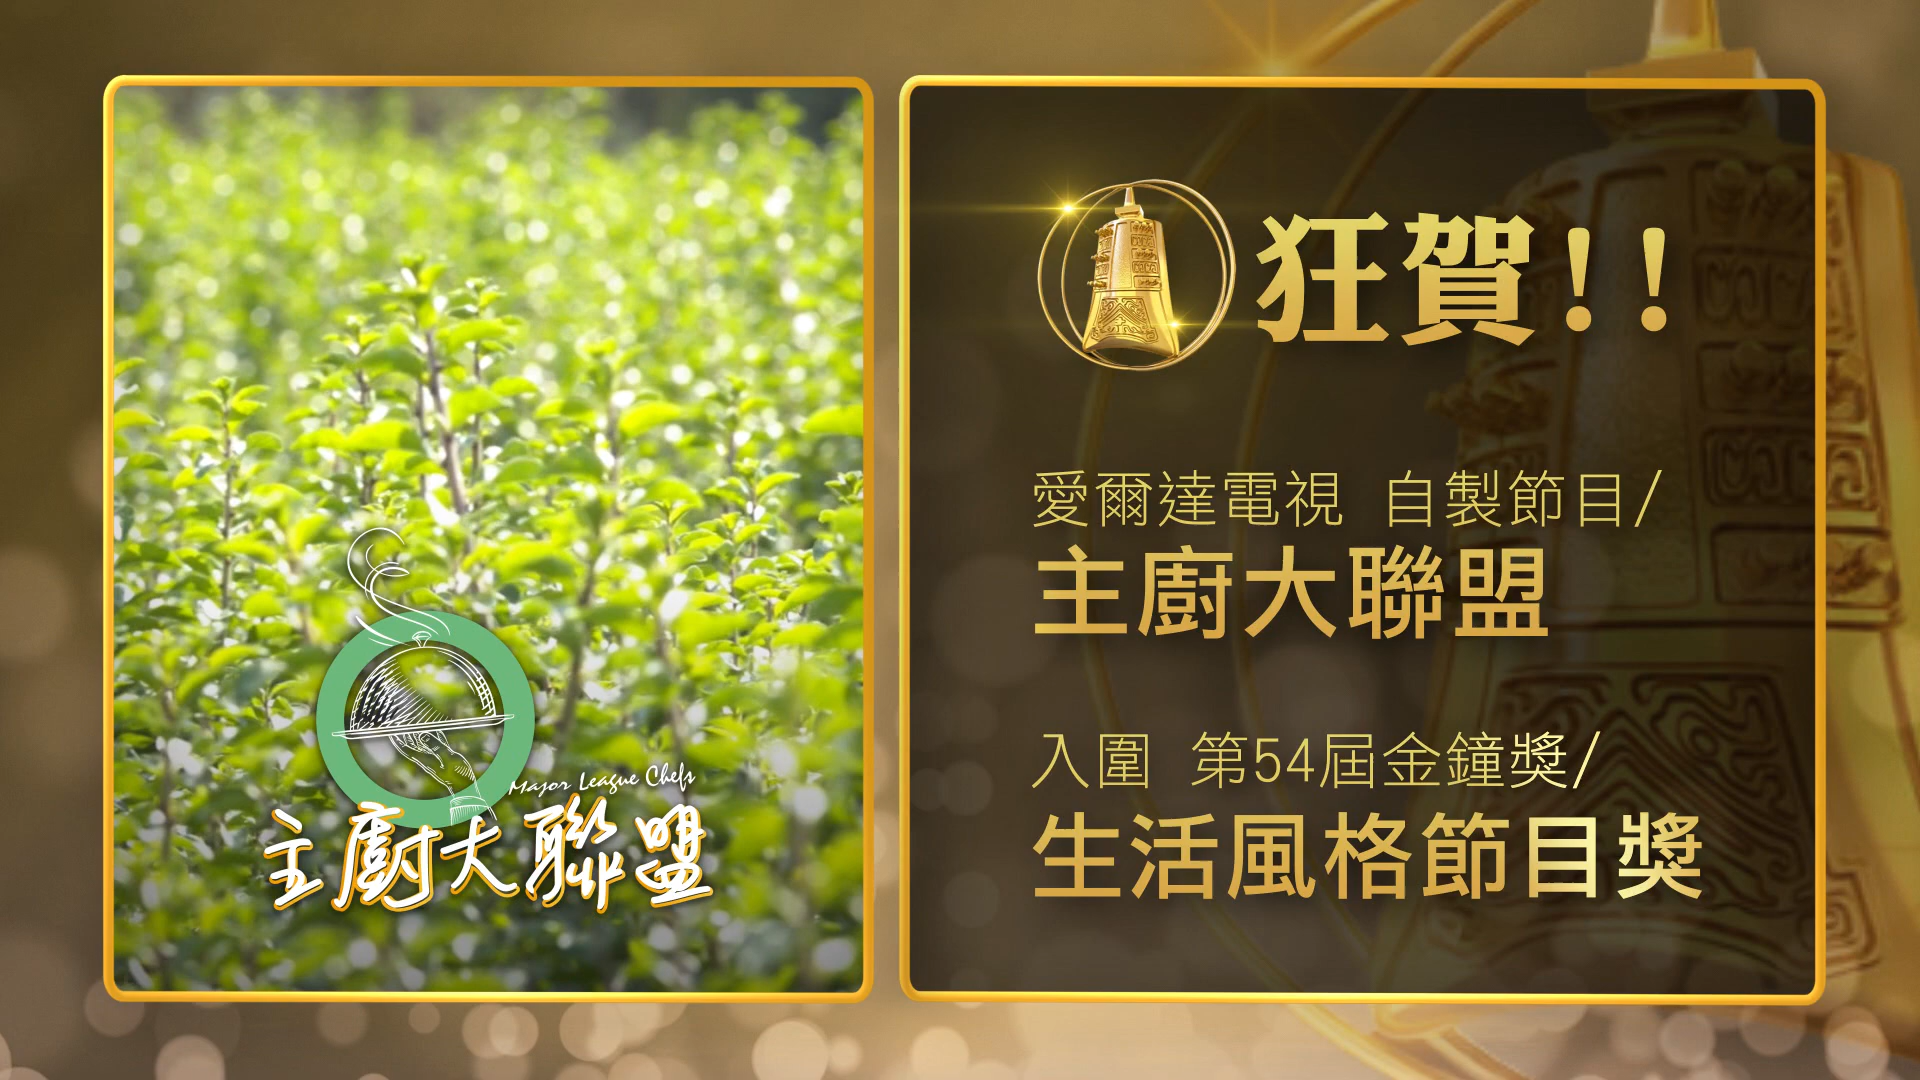 Major League Chefs
主廚大聯盟
狂賀!!
愛爾達電視 自製節目/
主廚大聯盟
入圍 第54屆金鐘獎/
生活風格節目獎